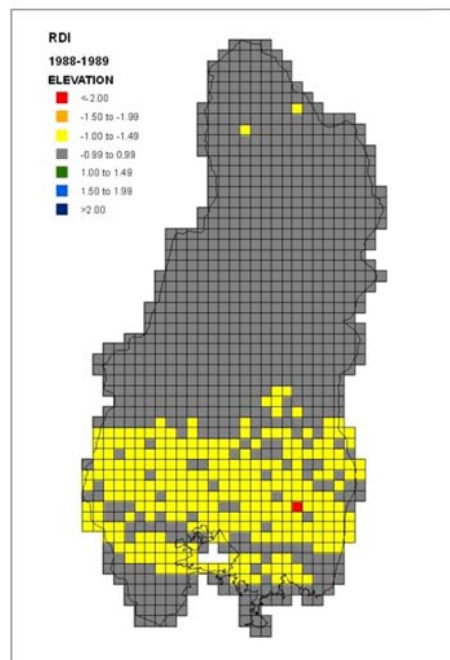 RDI
1988-1989
ELEVATION
<-2.00
-1.50 to -1.99
-1.00 to -1.49
-0.99 to 0.99
1.00 to 1.49
1.50 to 1.99
>2.00